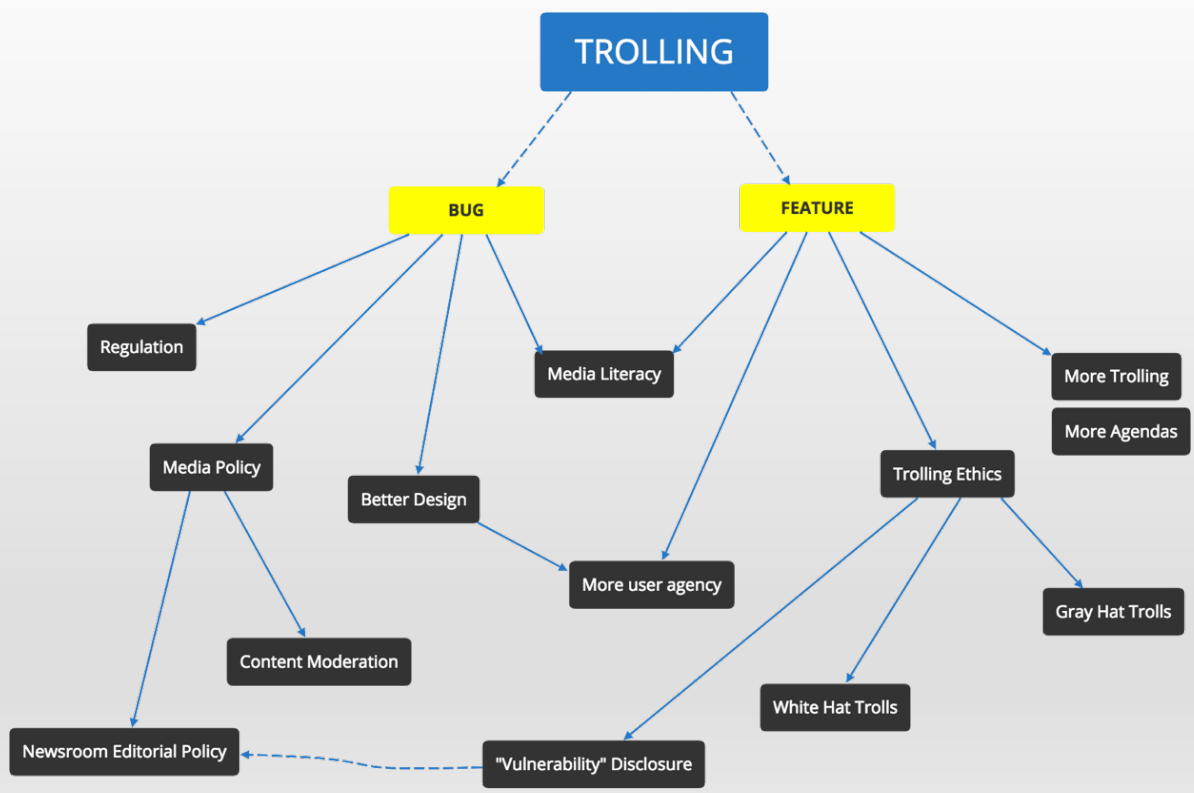 TROLLING
BUG
FEATURE
Regulation
Media Literacy
More Trolling
More Agendas
Media Policy
Trolling Ethics
Better Design
More user agency
Gray Hat Trolls
Content Moderation
White Hat Trolls
Newsroom Editorial Policy
"Vulnerability" Disclosure